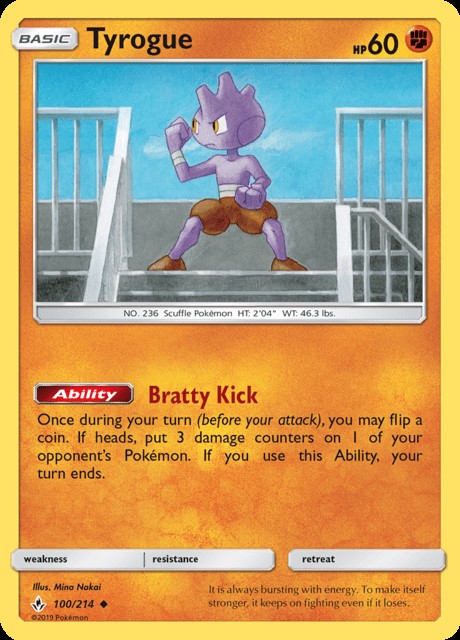 BASIC Tyrogue HP60
NO. 236 Scuffle Pokémon HT: 2'04" WT: 46.3 lbs.
Ability Bratty Kick
Once during your turn (before your attack), you may flip a
coin. If heads, put 3 damage counters on 1 of your
opponent's Pokémon. If you use this Ability, your
turn ends.
weakness resistance retreat
Illus. Mina Nakai
100/214
©2019 Pokémon
It is always bursting with energy. To make itself
stronger, it keeps on fighting even if it loses.